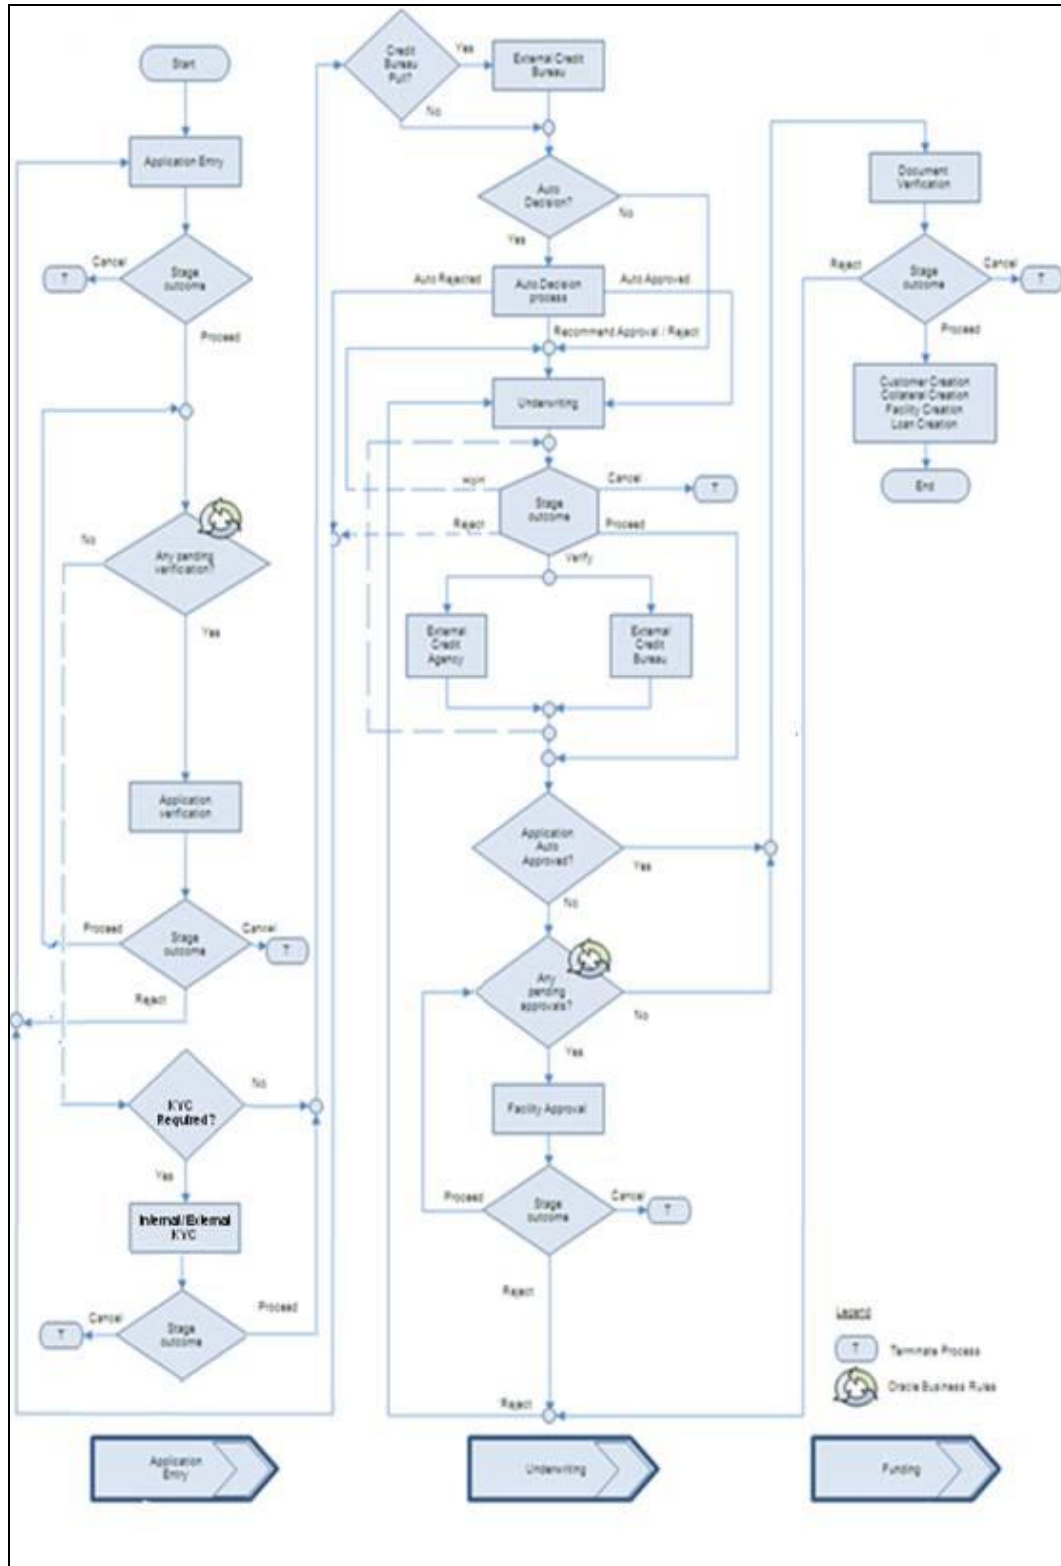 Start
Application Entry
Stage
outcome
Cancel
T
Proceed
Any pending
verification?
No
Yes
Application
verification
Stage
outcome
Proceed
Cancel
T
Reject
KYC
Required?
No
Yes
Internal/External
KYC
Stage
outcome
Cancel
T
Proceed
Application
Entry
Credit
Bureau
Pull?
Yes
No
External Credit
Bureau
Auto
Decision?
No
Yes
Auto Rejected
Auto Decision
process
Auto Approved
Recommend Approval / Reject
Underwriting
Stage
outcome
Cancel
T
Reject
Proceed
Verify
External
Credit
Agency
External
Credit
Bureau
Application
Auto
Approved?
Yes
No
Any
pending
approvals?
No
Yes
Facility Approval
Stage
outcome
Proceed
Cancel
T
Reject
Reject
Underwriting
Document
Verification
Stage
outcome
Reject
Cancel
T
Proceed
Customer Creation
Collateral Creation
Facility Creation
Loan Creation
End
Legend
T
Terminate Process
Oracle Business Rules
Funding